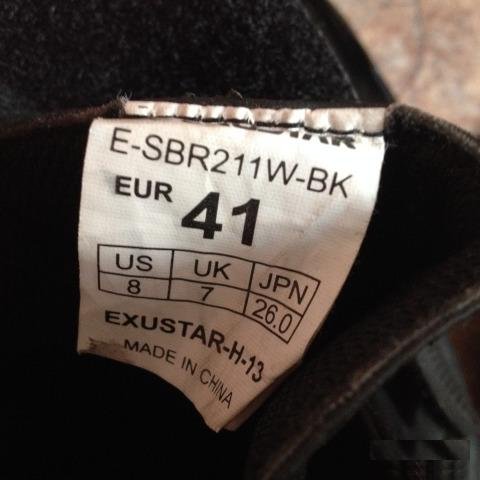 E-SBR211W-BK
EUR 41
US UK JPN
8 7 26.0
EXUSTAR-H-13
MADE IN CHINA